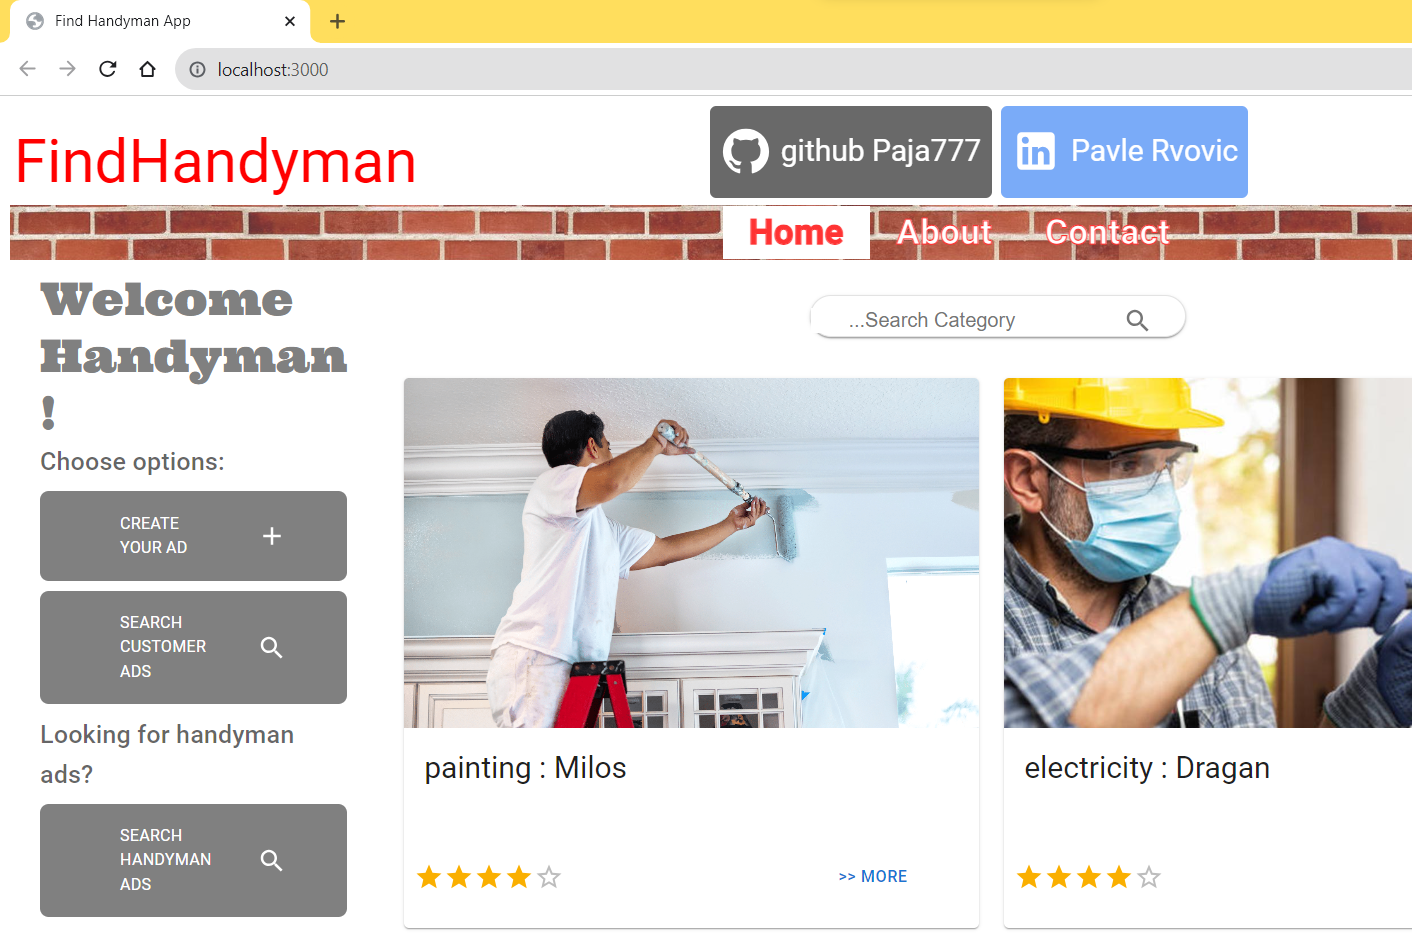 Find Handyman App
localhost:3000
FindHandyman
github Paja777
Pavle Rvovic
Home
About
Contact
Welcome
Handyman
!
Choose options:
CREATE
YOUR AD
SEARCH
CUSTOMER
ADS
Looking for handyman
ads?
SEARCH
HANDYMAN
ADS
...Search Category
painting : Milos
>> MORE
electricity : Dragan